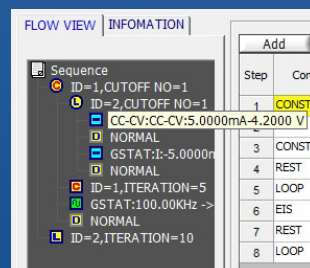 FLOW VIEW INFOMATION
Add
Sequence
Step
ID=1,CUTOFF NO=1
ID=2,CUTOFF NO=1
1 CONST
CC-CV:CC-CV:5.0000mA-4.2000 V
NORMAL
3 CONST
GSTAT:I:-5.0000m
4 REST
NORMAL
ID=1,ITERATION=5
5 LOOP
GSTAT:100.00KHz ->
6 EIS
NORMAL
7 REST
ID=2,ITERATION=10
8 LOOP